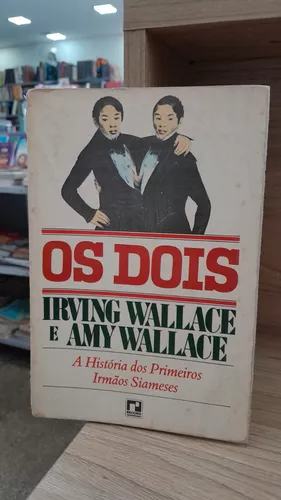 OS DOIS
IRVING WALLACE
E AMY WALLACE
A História dos Primeiros
Irmãos Siameses